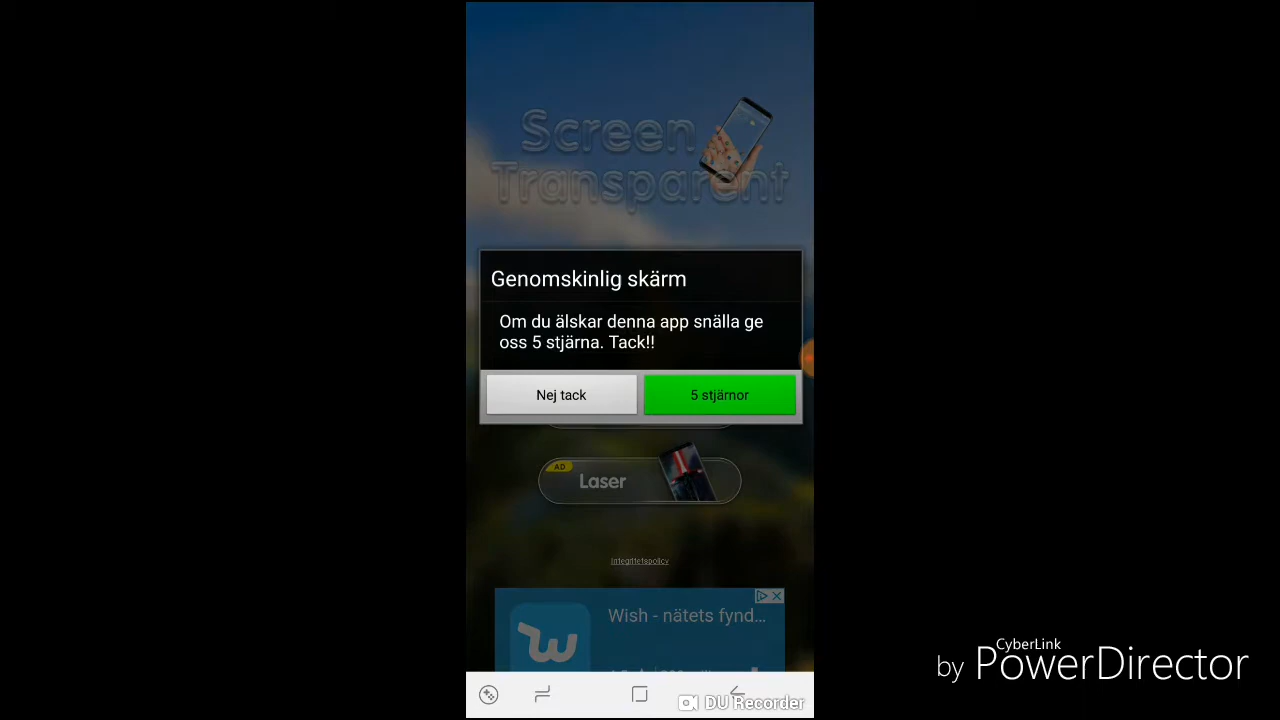 Screen
Transparent
Genomskinlig skärm
Om du älskar denna app snälla ge
oss 5 stjärna. Tack!!
Nej tack
5 stjärnor
AD
Laser
Integritetspolicy
Wish - nätets fynd...
DU Recorder
CyberLink
by PowerDirector